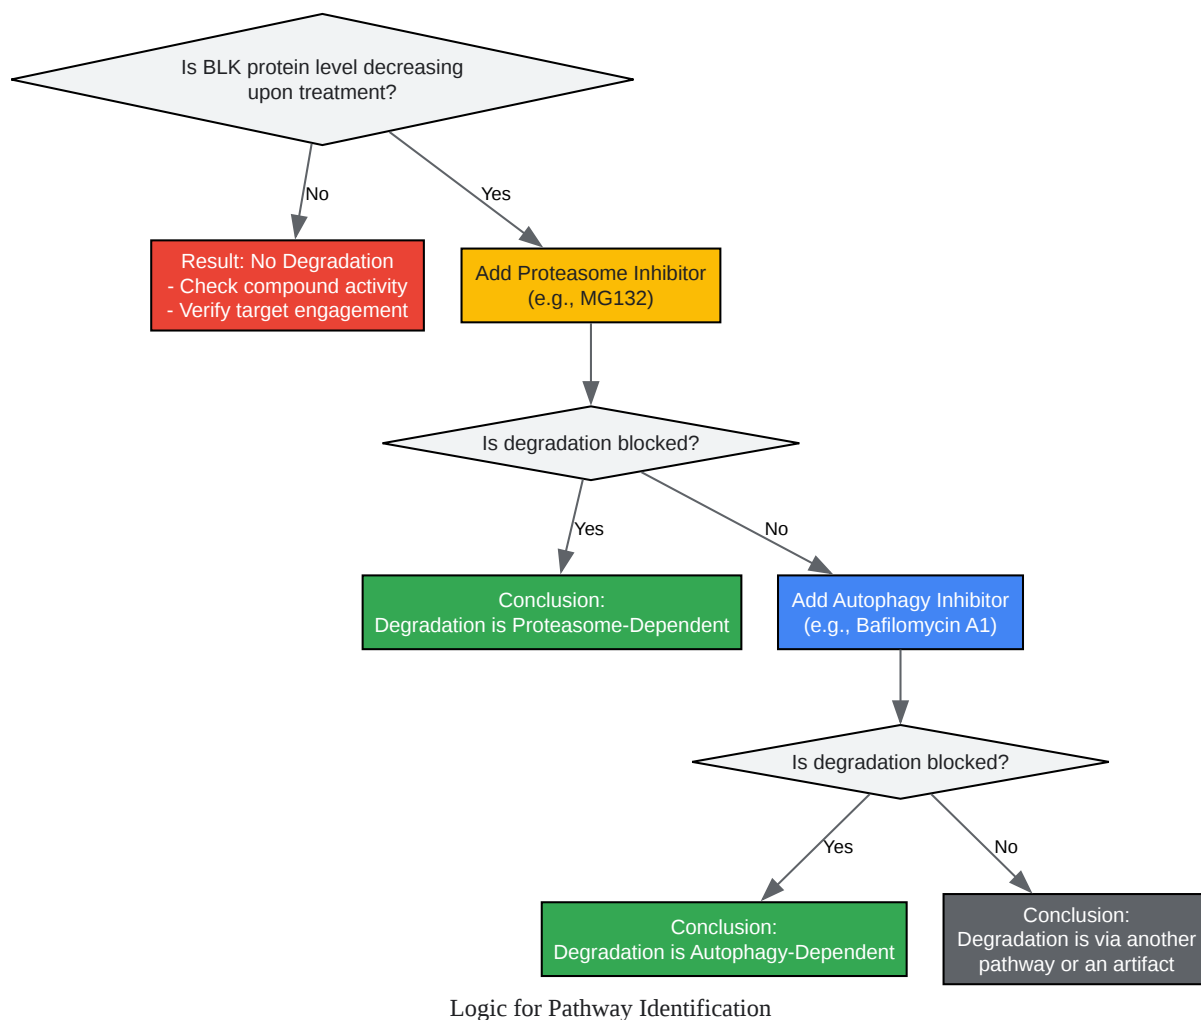 Is BLK protein level decreasing
upon treatment?
No
Yes
Result: No Degradation
- Check compound activity
- Verify target engagement
Add Proteasome Inhibitor
(e.g., MG132)
Is degradation blocked?
Yes
No
Conclusion:
Degradation is Proteasome-Dependent
Add Autophagy Inhibitor
(e.g., Bafilomycin A1)
Is degradation blocked?
Yes
No
Conclusion:
Degradation is Autophagy-Dependent
Conclusion:
Degradation is via another
pathway or an artifact
Logic for Pathway Identification